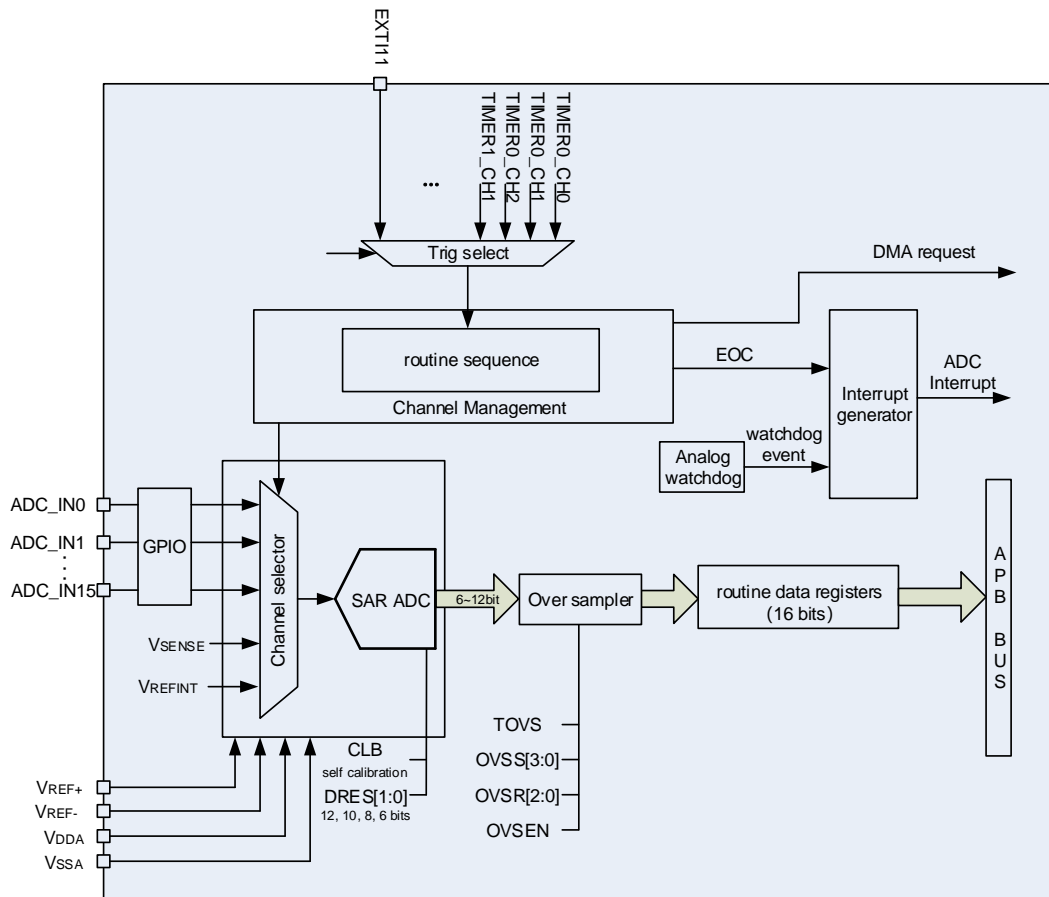 EXTI11
TIMER1_CH1
TIMER0_CH2
TIMER0_CH1
TIMER0_CH0
...
Trig select
DMA request
routine sequence
Channel Management
EOC
Interrupt
generator
ADC
Interrupt
Analog
watchdog
watchdog
event
ADC_IN0
ADC_IN1
ADC_IN15
GPIO
Channel selector
VSENSE
VREFINT
SAR ADC
6~12bit
Over sampler
routine data registers
(16 bits)
APB BUS
CLB
self calibration
DRES[1:0]
12, 10, 8, 6 bits
TOVS
OVSS[3:0]
OVSR[2:0]
OVSEN
VREF+
VREF-
VDDA
VSSA